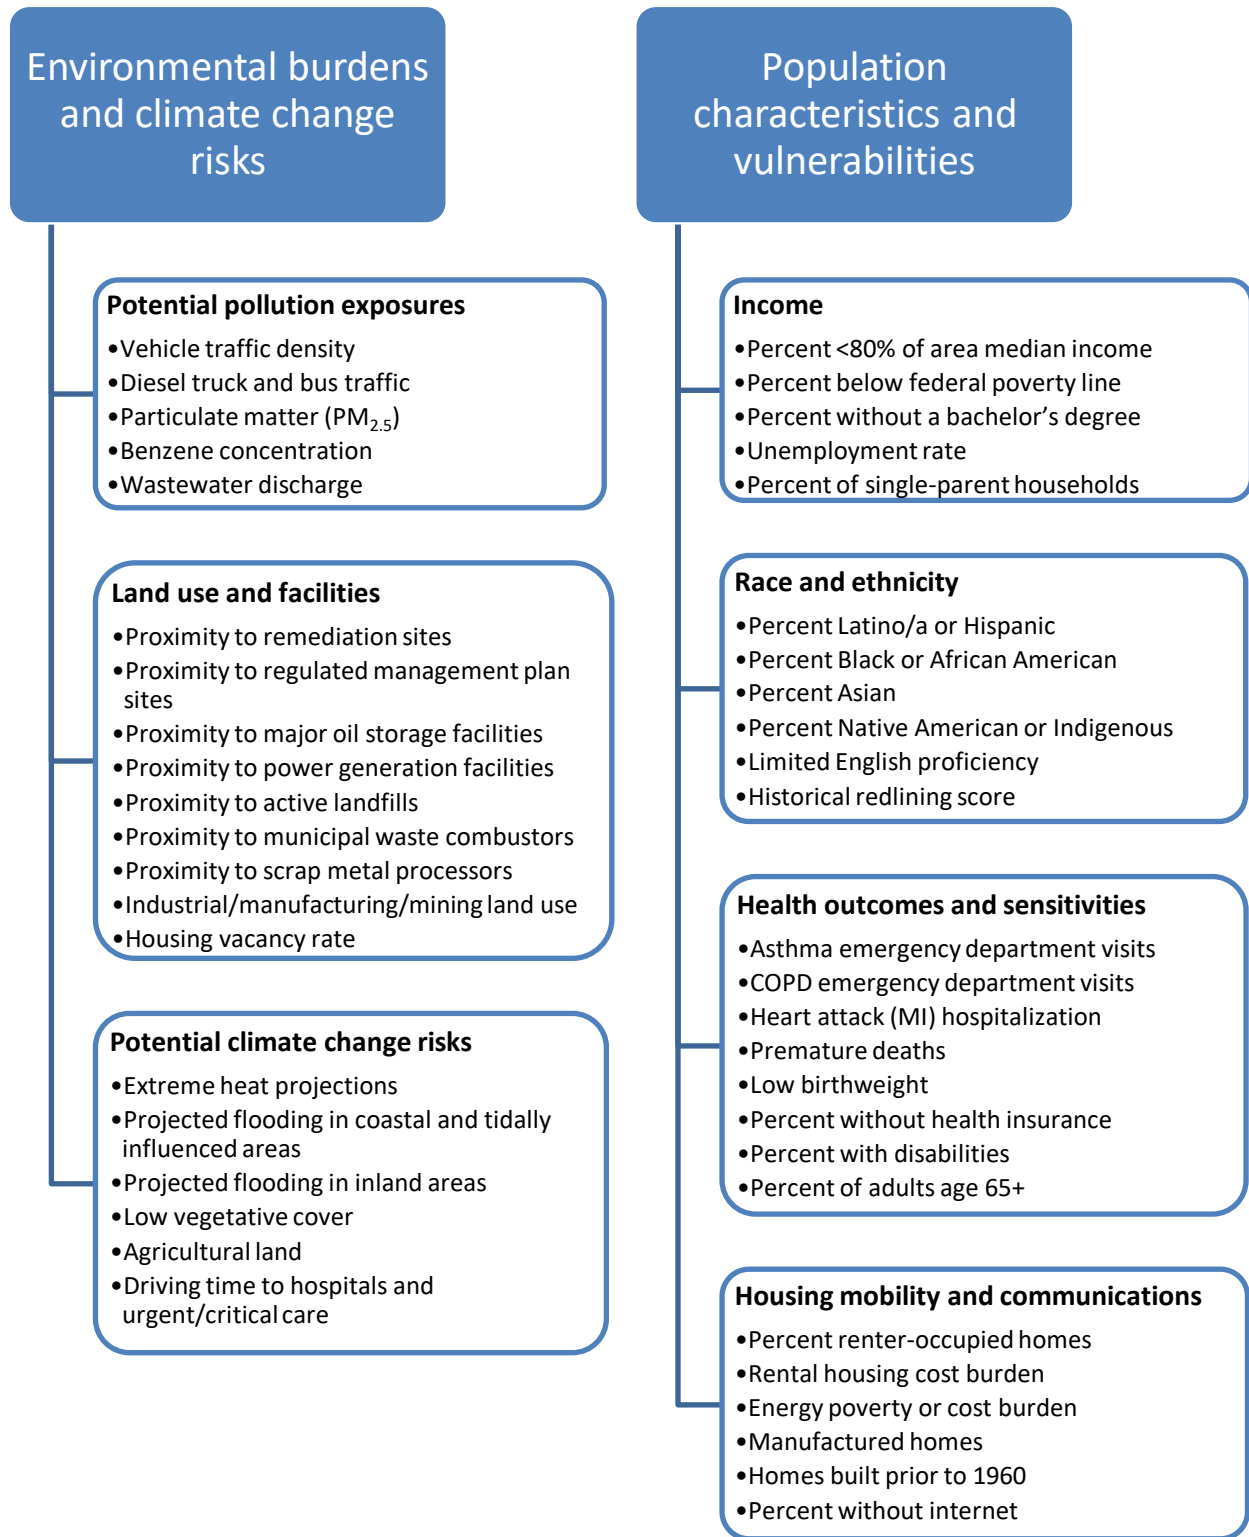 Environmental burdens
and climate change
risks
Potential pollution exposures
•Vehicle traffic density
•Diesel truck and bus traffic
•Particulate matter (PM2.5)
•Benzene concentration
•Wastewater discharge
Land use and facilities
•Proximity to remediation sites
•Proximity to regulated management plan
sites
•Proximity to major oil storage facilities
•Proximity to power generation facilities
•Proximity to active landfills
•Proximity to municipal waste combustors
•Proximity to scrap metal processors
•Industrial/manufacturing/mining land use
•Housing vacancy rate
Potential climate change risks
•Extreme heat projections
•Projected flooding in coastal and tidally
influenced areas
•Projected flooding in inland areas
•Low vegetative cover
•Agricultural land
•Driving time to hospitals and
urgent/critical care
Population
characteristics and
vulnerabilities
Income
•Percent <80% of area median income
•Percent below federal poverty line
•Percent without a bachelor’s degree
•Unemployment rate
•Percent of single-parent households
Race and ethnicity
•Percent Latino/a or Hispanic
•Percent Black or African American
•Percent Asian
•Percent Native American or Indigenous
•Limited English proficiency
•Historical redlining score
Health outcomes and sensitivities
•Asthma emergency department visits
•COPD emergency department visits
•Heart attack (MI) hospitalization
•Premature deaths
•Low birthweight
•Percent without health insurance
•Percent with disabilities
•Percent of adults age 65+
Housing mobility and communications
•Percent renter-occupied homes
•Rental housing cost burden
•Energy poverty or cost burden
•Manufactured homes
•Homes built prior to 1960
•Percent without internet